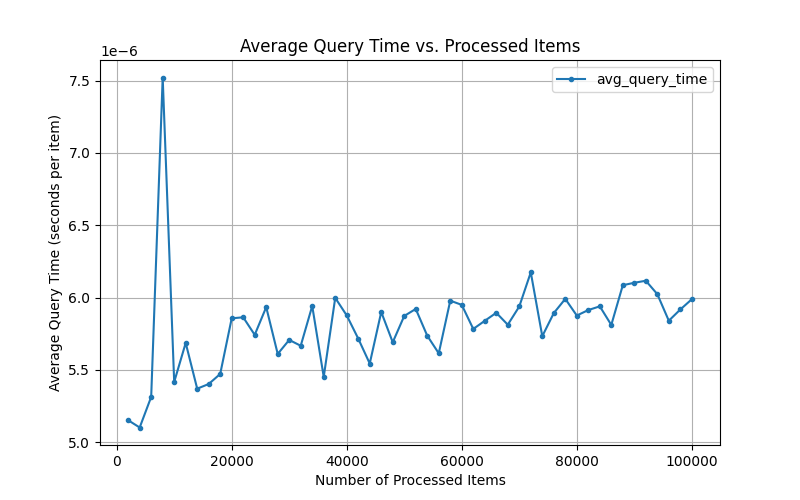 Average Query Time vs. Processed Items
1e−6
avg_query_time
7.5
7.0
6.5
6.0
5.5
5.0
Average Query Time (seconds per item)
0 20000 40000 60000 80000 100000
Number of Processed Items